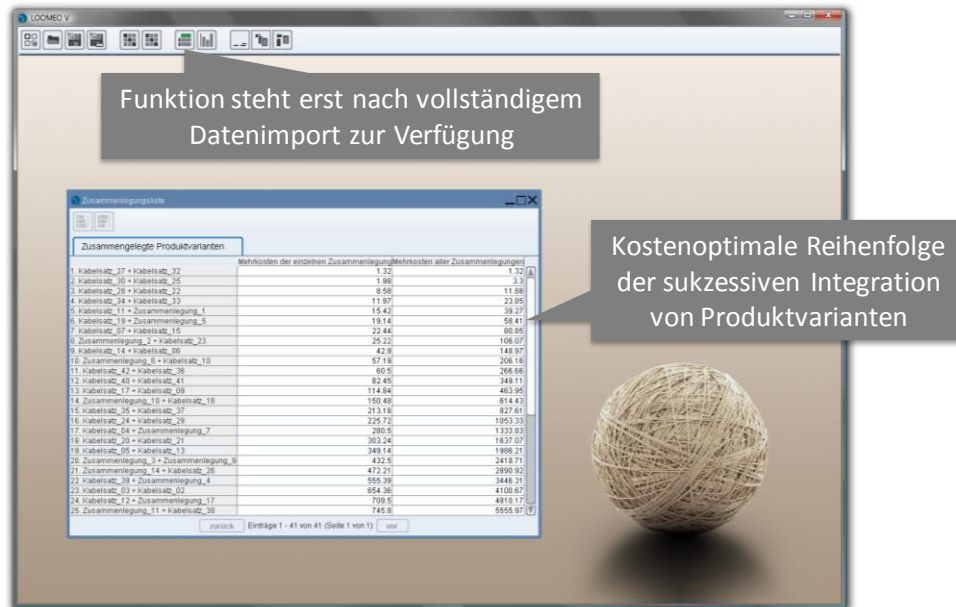 LOOMEO V
Funktion steht erst nach vollständigem
Datenimport zur Verfügung
Zusammenlegungsliste
Zusammengelegte Produktvarianten
Mehrkosten der einzelnen Zusammenlegung Mehrkosten aller Zusammenlegungen
1. Kabelsatz_27 + Kabelsatz_32 1.32 1.32
2. Kabelsatz_30 + Kabelsatz_25 1.98 3.3
3. Kabelsatz_28 + Kabelsatz_22 8.58 11.88
4. Kabelsatz_34 + Kabelsatz_33 11.97 23.85
5. Kabelsatz_11 + Zusammenlegung_1 15.42 39.27
6. Kabelsatz_19 + Zusammenlegung_5 19.14 58.41
7. Kabelsatz_07 + Kabelsatz_15 22.44 80.85
8. Zusammenlegung_2 + Kabelsatz_23 25.22 106.07
9. Kabelsatz_14 + Kabelsatz_06 42.9 148.97
10. Zusammenlegung_6 + Kabelsatz_10 57.19 206.16
11. Kabelsatz_42 + Kabelsatz_36 60.5 266.66
12. Kabelsatz_40 + Kabelsatz_41 82.45 349.11
13. Kabelsatz_17 + Kabelsatz_09 114.84 463.95
14. Zusammenlegung_10 + Kabelsatz_16 150.48 614.43
15. Kabelsatz_35 + Kabelsatz_37 213.18 827.61
16. Kabelsatz_24 + Kabelsatz_29 225.72 1053.33
17. Kabelsatz_04 + Zusammenlegung_7 280.5 1333.83
18. Kabelsatz_20 + Kabelsatz_21 303.24 1637.07
19. Kabelsatz_05 + Kabelsatz_13 349.14 1986.21
20. Zusammenlegung_3 + Zusammenlegung_9 432.5 2418.71
21. Zusammenlegung_14 + Kabelsatz_26 472.21 2890.92
22. Kabelsatz_39 + Zusammenlegung_4 555.39 3446.31
23. Kabelsatz_03 + Kabelsatz_02 654.36 4100.67
24. Kabelsatz_12 + Zusammenlegung_17 709.5 4810.17
25. Zusammenlegung_11 + Kabelsatz_38 745.8 5555.97
zurück Einträge 1 - 41 von 41 (Seite 1 von 1) vor
Kostenoptimale Reihenfolge
der sukzessiven Integration
von Produktvarianten